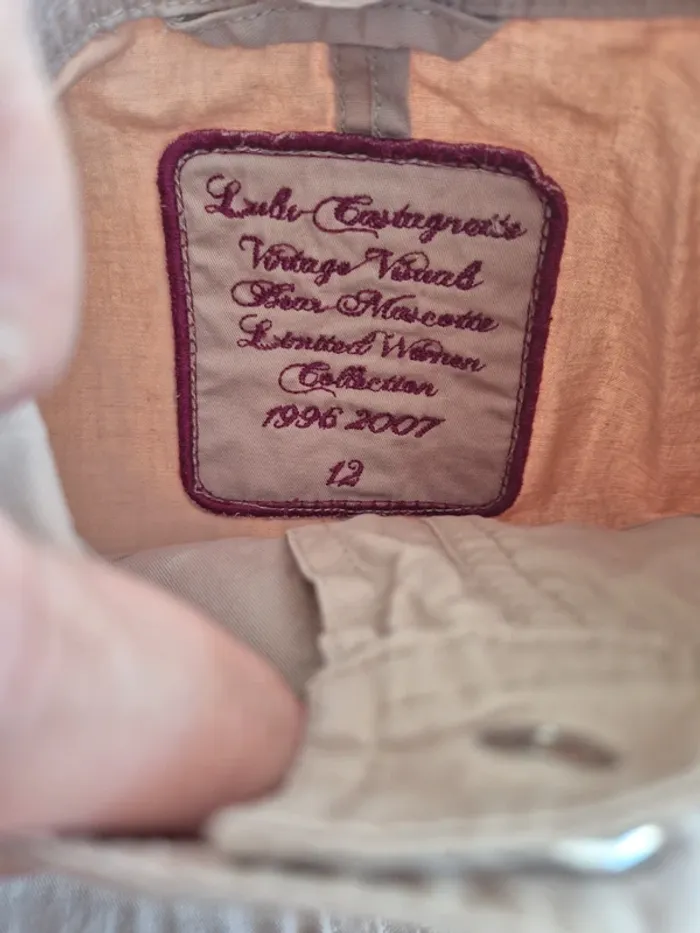 Lulu Castagnette
Vintage Visuals
Bear Mascotte
Limited Women
Collection
1996 2007
12